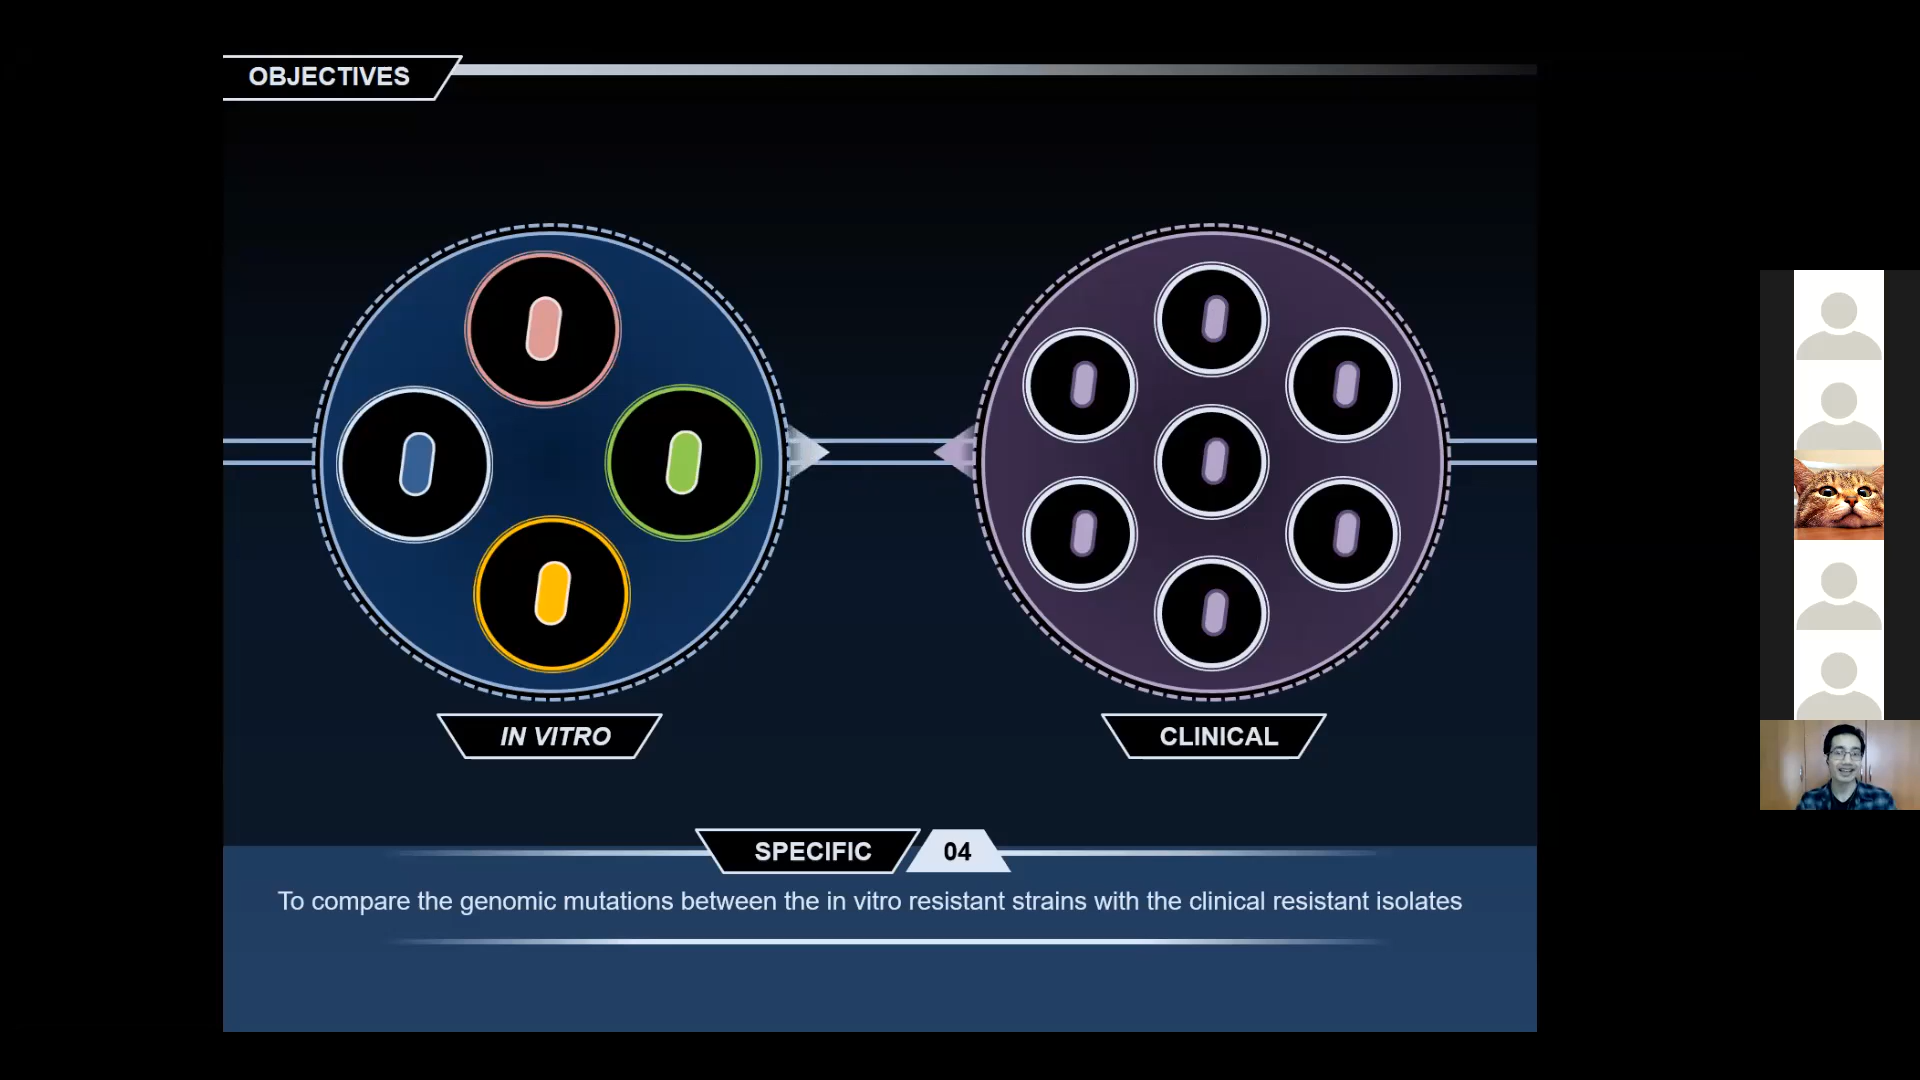 OBJECTIVES
IN VITRO
CLINICAL
SPECIFIC 04
To compare the genomic mutations between the in vitro resistant strains with the clinical resistant isolates